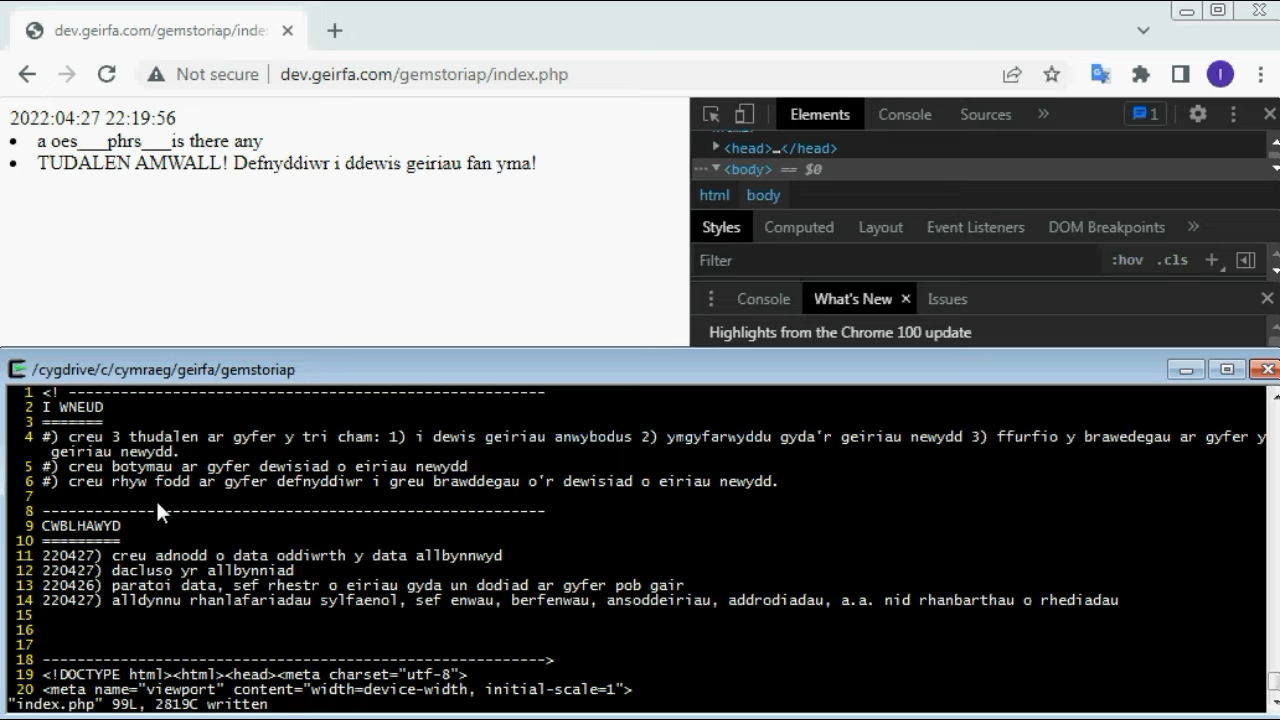 dev.geirfa.com/gemstoriap/inde
Not secure dev.geirfa.com/gemstoriap/index.php
I
2022:04:27 22:19:56
• a oes___phrs___is there any
• TUDALEN AMWALL! Defnyddiwr i ddewis geiriau fan yma!
Elements Console Sources » 1
<head>…</head>
··· <body> == $0
html body
Styles Computed Layout Event Listeners DOM Breakpoints »
Filter :hov .cls +
Console What's New × Issues
Highlights from the Chrome 100 update
/cygdrive/c/cymraeg/geirfa/gemstoriap
1 <! ----------------------------------------------------------
2 I WNEUD
3 =======
4 #) creu 3 thudalen ar gyfer y tri cham: 1) i dewis geiriau anwybodus 2) ymgyfarwyddu gyda'r geiriau newydd 3) ffurfio y brawedegau ar gyfer y
geiriau newydd.
5 #) creu botymau ar gyfer dewisiad o eiriau newydd
6 #) creu rhyw fodd ar gyfer defnyddiwr i greu brawddegau o'r dewisiad o eiriau newydd.
7
8 ----------------------------------------------------------
9 CWBLHAWYD
10 =========
11 220427) creu adnodd o data oddiwrth y data allbynnwyd
12 220427) dacluso yr allbynniad
13 220426) paratoi data, sef rhestr o eiriau gyda un dodiad ar gyfer pob gair
14 220427) alldynnu rhanlafariadau sylfaenol, sef enwau, berfenwau, ansoddeiriau, addrodiadau, a.a. nid rhanbarthau o rhediadau
15
16
17
18 ---------------------------------------------------------->
19 <!DOCTYPE html><html><head><meta charset="utf-8">
20 <meta name="viewport" content="width=device-width, initial-scale=1">
"index.php" 99L, 2819C written